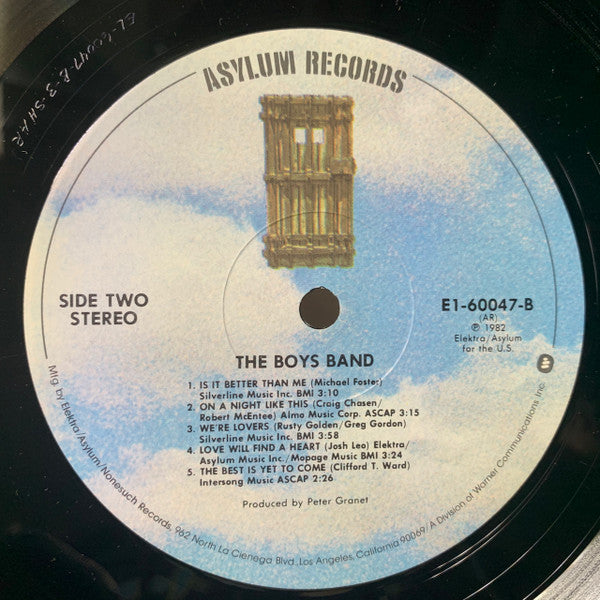 E1-60047-B-3-SHAR
ASYLUM RECORDS
SIDE TWO
STEREO
E1-60047-B
(AR)
℗ 1982
Elektra/Asylum
for the U.S.
THE BOYS BAND
1. IS IT BETTER THAN ME (Michael Foster)
Silverline Music Inc. BMI 3:10
2. ON A NIGHT LIKE THIS (Craig Chasen/
Robert McEntee) Almo Music Corp. ASCAP 3:15
3. WE'RE LOVERS (Rusty Golden/Greg Gordon)
Silverline Music Inc. BMI 3:58
4. LOVE WILL FIND A HEART (Josh Leo) Elektra/
Asylum Music Inc./Mopage Music BMI 3:24
5. THE BEST IS YET TO COME (Clifford T. Ward)
Intersong Music ASCAP 2:26
Produced by Peter Granet
Mfg. by Elektra/Asylum/Nonesuch Records, 962 North La Cienega Blvd., Los Angeles, California 90069/A Division of Warner Communications Inc.